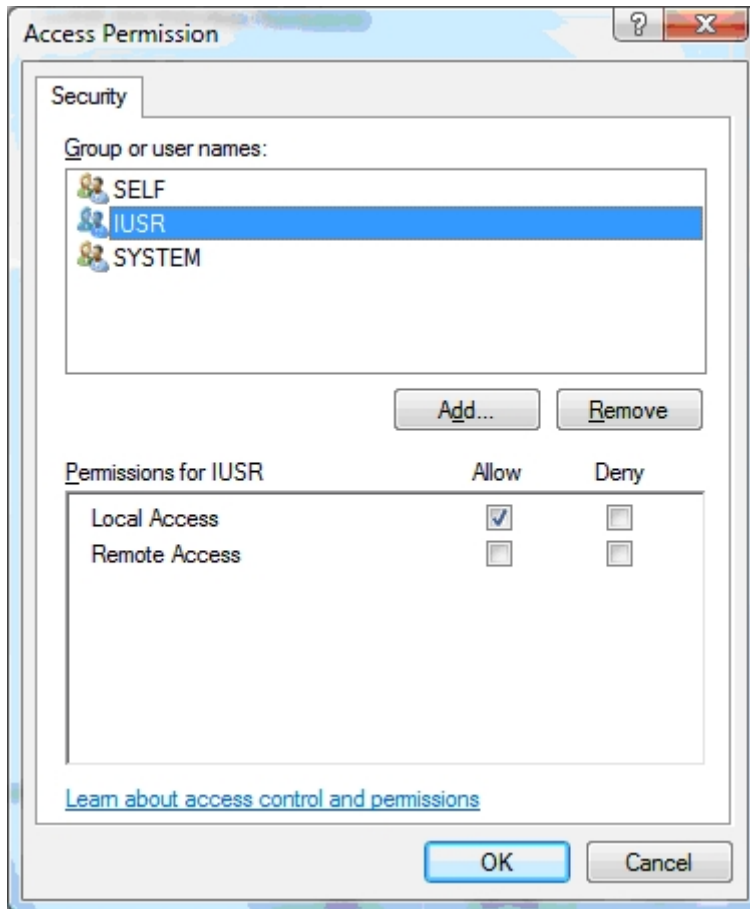 Access Permission
Security
Group or user names:
SELF
IUSR
SYSTEM
Add... Remove
Permissions for IUSR Allow Deny
Local Access
Remote Access
Learn about access control and permissions
OK Cancel